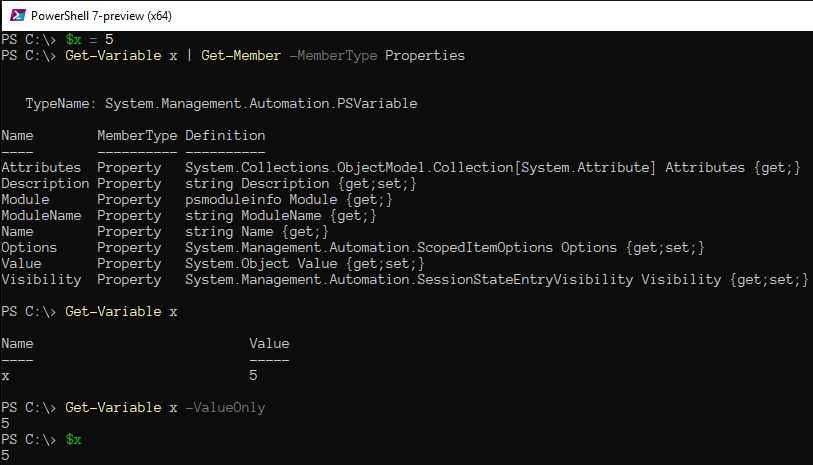 PowerShell 7-preview (x64)
PS C:\> $x = 5
PS C:\> Get-Variable x | Get-Member -MemberType Properties
TypeName: System.Management.Automation.PSVariable
Name MemberType Definition
---- ---------- ----------
Attributes Property System.Collections.ObjectModel.Collection[System.Attribute] Attributes {get;}
Description Property string Description {get;set;}
Module Property psmoduleinfo Module {get;}
ModuleName Property string ModuleName {get;}
Name Property string Name {get;}
Options Property System.Management.Automation.ScopedItemOptions Options {get;set;}
Value Property System.Object Value {get;set;}
Visibility Property System.Management.Automation.SessionStateEntryVisibility Visibility {get;set;}
PS C:\> Get-Variable x
Name Value
---- -----
x 5
PS C:\> Get-Variable x -ValueOnly
5
PS C:\> $x
5